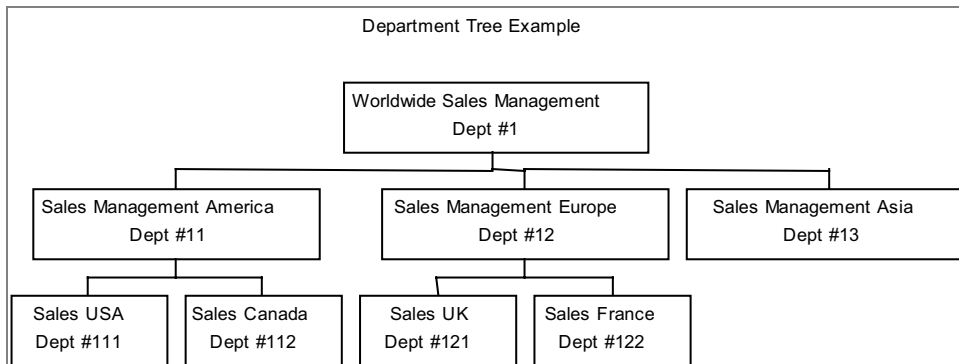 Department Tree Example
Worldwide Sales Management
Dept #1
Sales Management America
Dept #11
Sales Management Europe
Dept #12
Sales Management Asia
Dept #13
Sales USA
Dept #111
Sales Canada
Dept #112
Sales UK
Dept #121
Sales France
Dept #122